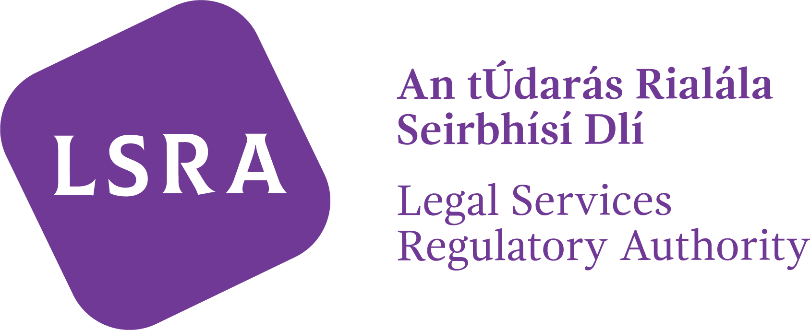 LSRA
An tÚdarás Rialála
Seirbhísí Dlí
Legal Services
Regulatory Authority